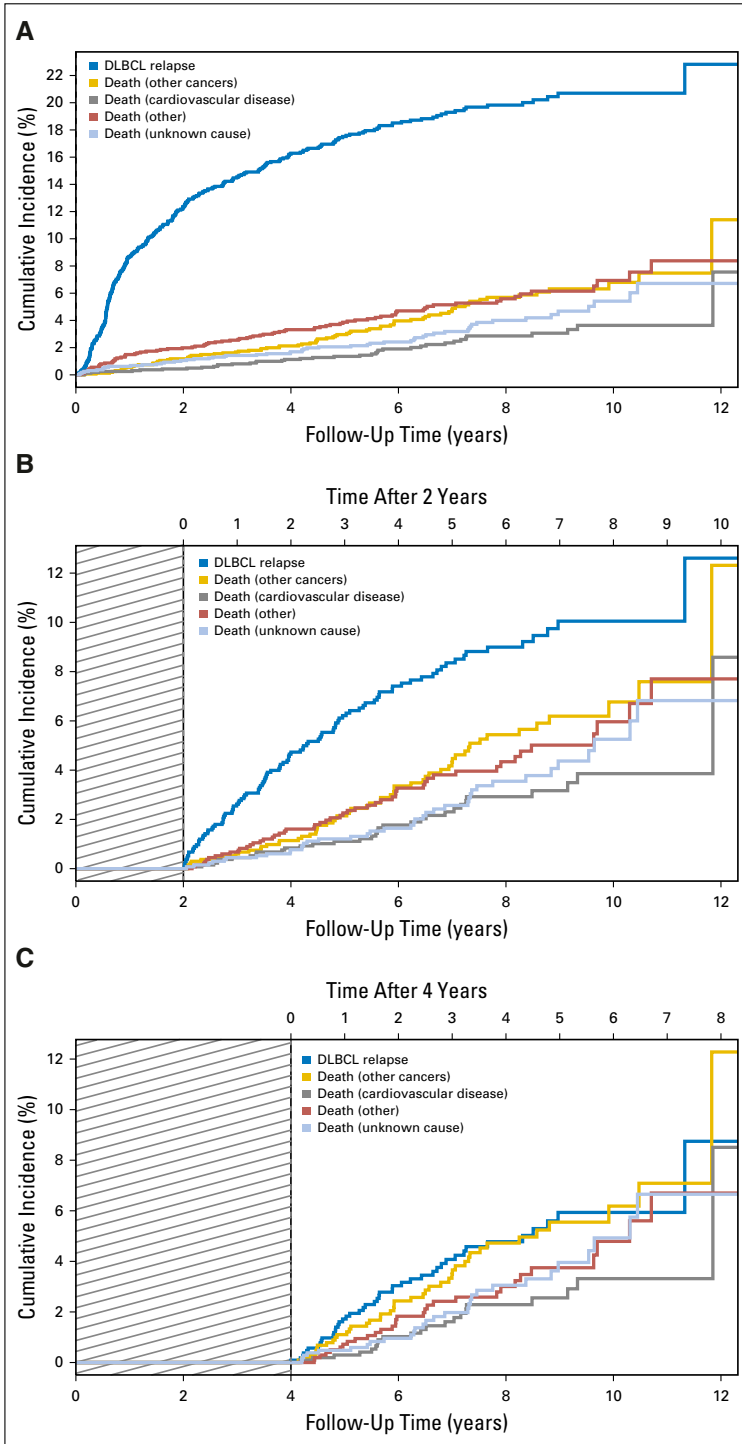 A
22
20
18
16
14
12
10
8
6
4
2
0
Cumulative Incidence (%)
DLBCL relapse
Death (other cancers)
Death (cardiovascular disease)
Death (other)
Death (unknown cause)
0 2 4 6 8 10 12
Follow-Up Time (years)
B
Time After 2 Years
0 1 2 3 4 5 6 7 8 9 10
12
10
8
6
4
2
0
Cumulative Incidence (%)
DLBCL relapse
Death (other cancers)
Death (cardiovascular disease)
Death (other)
Death (unknown cause)
0 2 4 6 8 10 12
Follow-Up Time (years)
C
Time After 4 Years
0 1 2 3 4 5 6 7 8
12
10
8
6
4
2
0
Cumulative Incidence (%)
DLBCL relapse
Death (other cancers)
Death (cardiovascular disease)
Death (other)
Death (unknown cause)
0 2 4 6 8 10 12
Follow-Up Time (years)